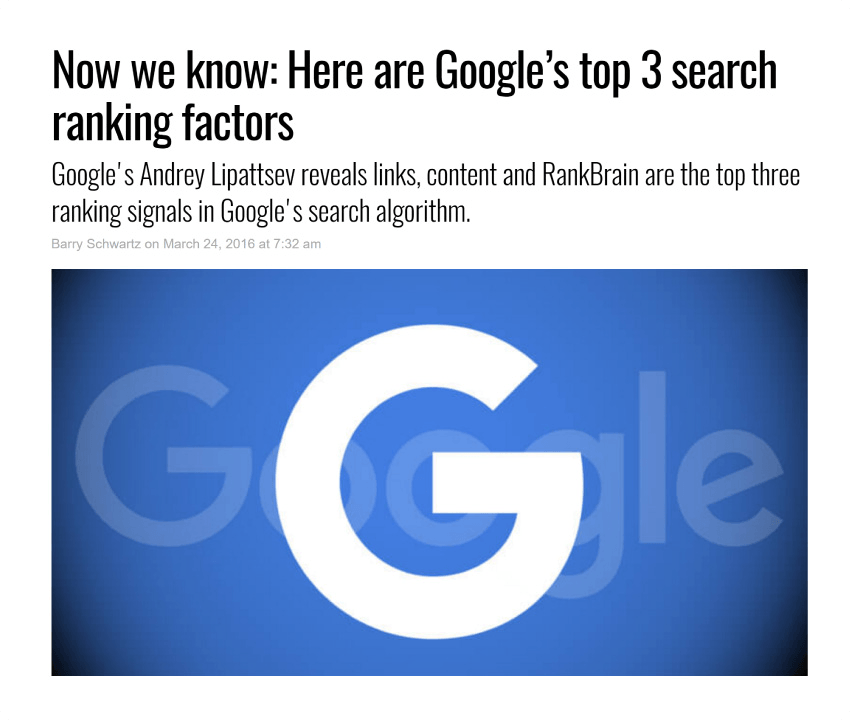 Now we know: Here are Google’s top 3 search
ranking factors
Google's Andrey Lipattsev reveals links, content and RankBrain are the top three
ranking signals in Google's search algorithm.
Barry Schwartz on March 24, 2016 at 7:32 am
Google
G